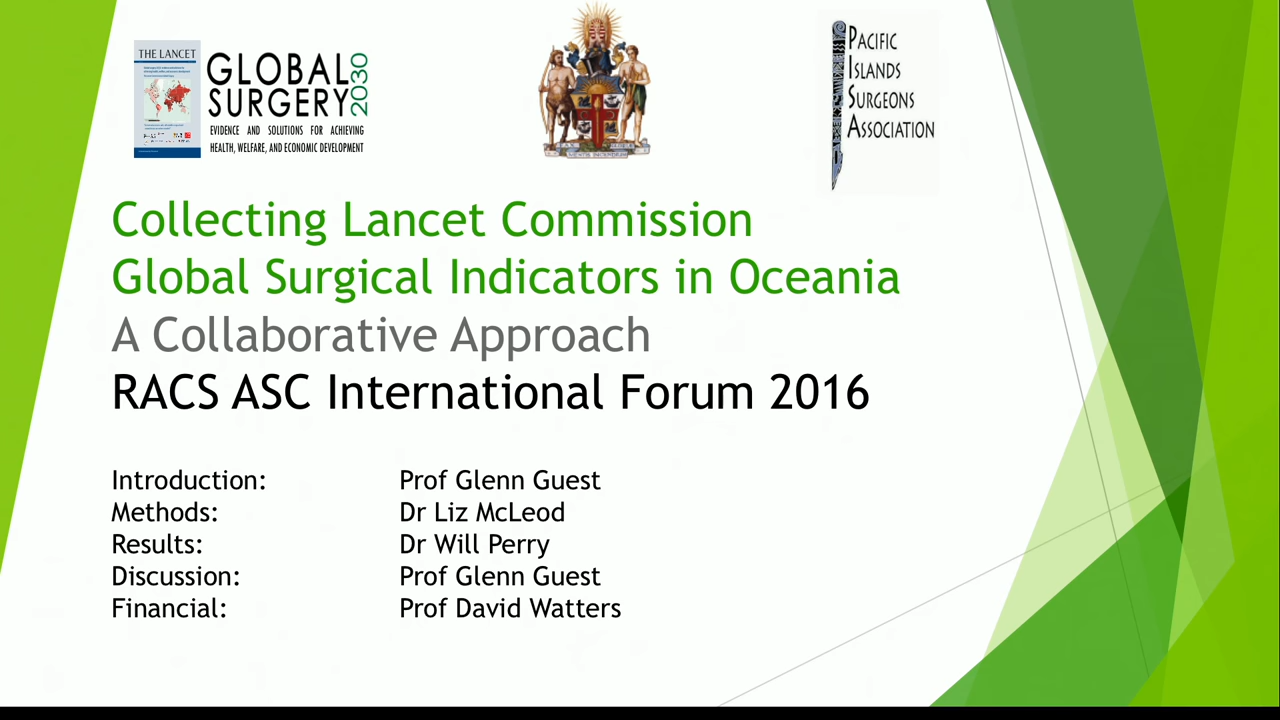 THE LANCET
GLOBAL
SURGERY
2030
EVIDENCE AND SOLUTIONS FOR ACHIEVING
HEALTH, WELFARE, AND ECONOMIC DEVELOPMENT
PACIFIC
ISLANDS
SURGEONS
ASSOCIATION
Collecting Lancet Commission
Global Surgical Indicators in Oceania
A Collaborative Approach
RACS ASC International Forum 2016
Introduction: Prof Glenn Guest
Methods: Dr Liz McLeod
Results: Dr Will Perry
Discussion: Prof Glenn Guest
Financial: Prof David Watters